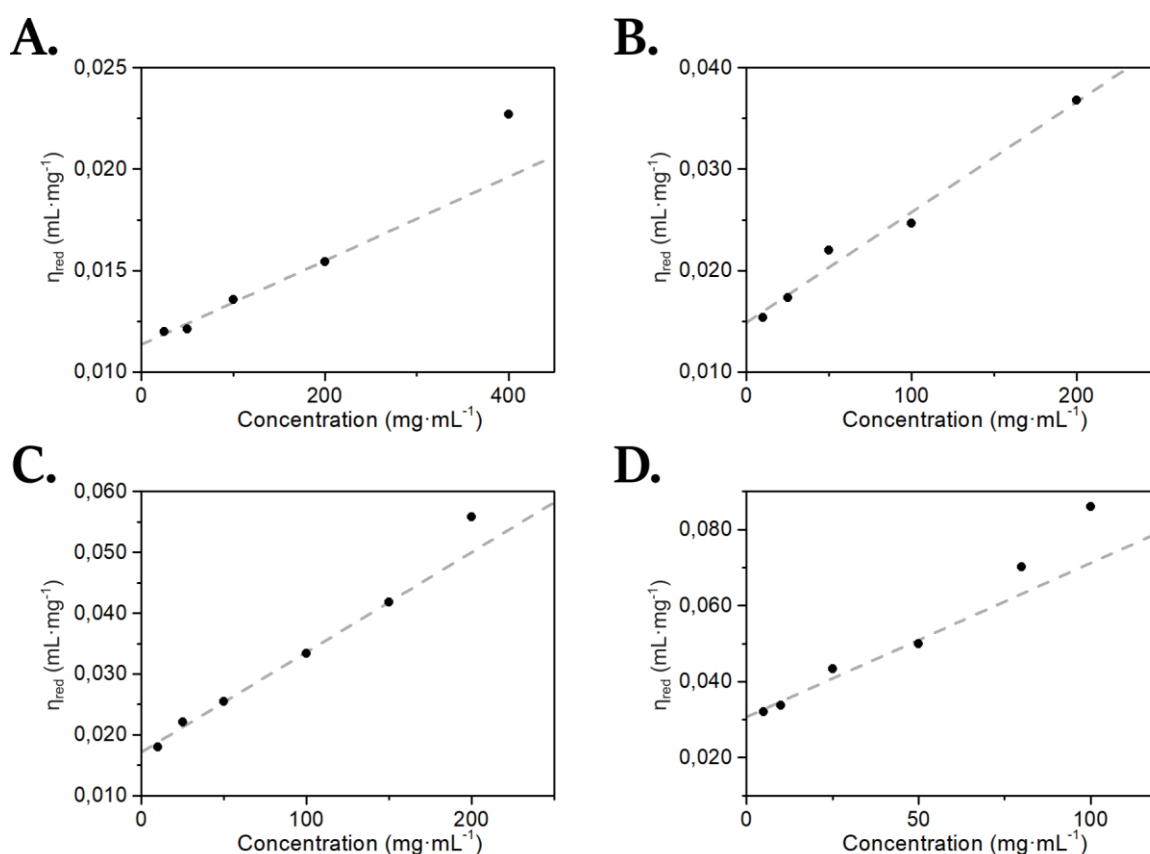 A.
0,025
0,020
0,015
0,010
η_red (mL·mg⁻¹)
0
200
400
Concentration (mg·mL⁻¹)
B.
0,040
0,030
0,020
0,010
η_red (mL·mg⁻¹)
0
100
200
Concentration (mg·mL⁻¹)
C.
0,060
0,050
0,040
0,030
0,020
0,010
η_red (mL·mg⁻¹)
0
100
200
Concentration (mg·mL⁻¹)
D.
0,080
0,060
0,040
0,020
η_red (mL·mg⁻¹)
0
50
100
Concentration (mg·mL⁻¹)